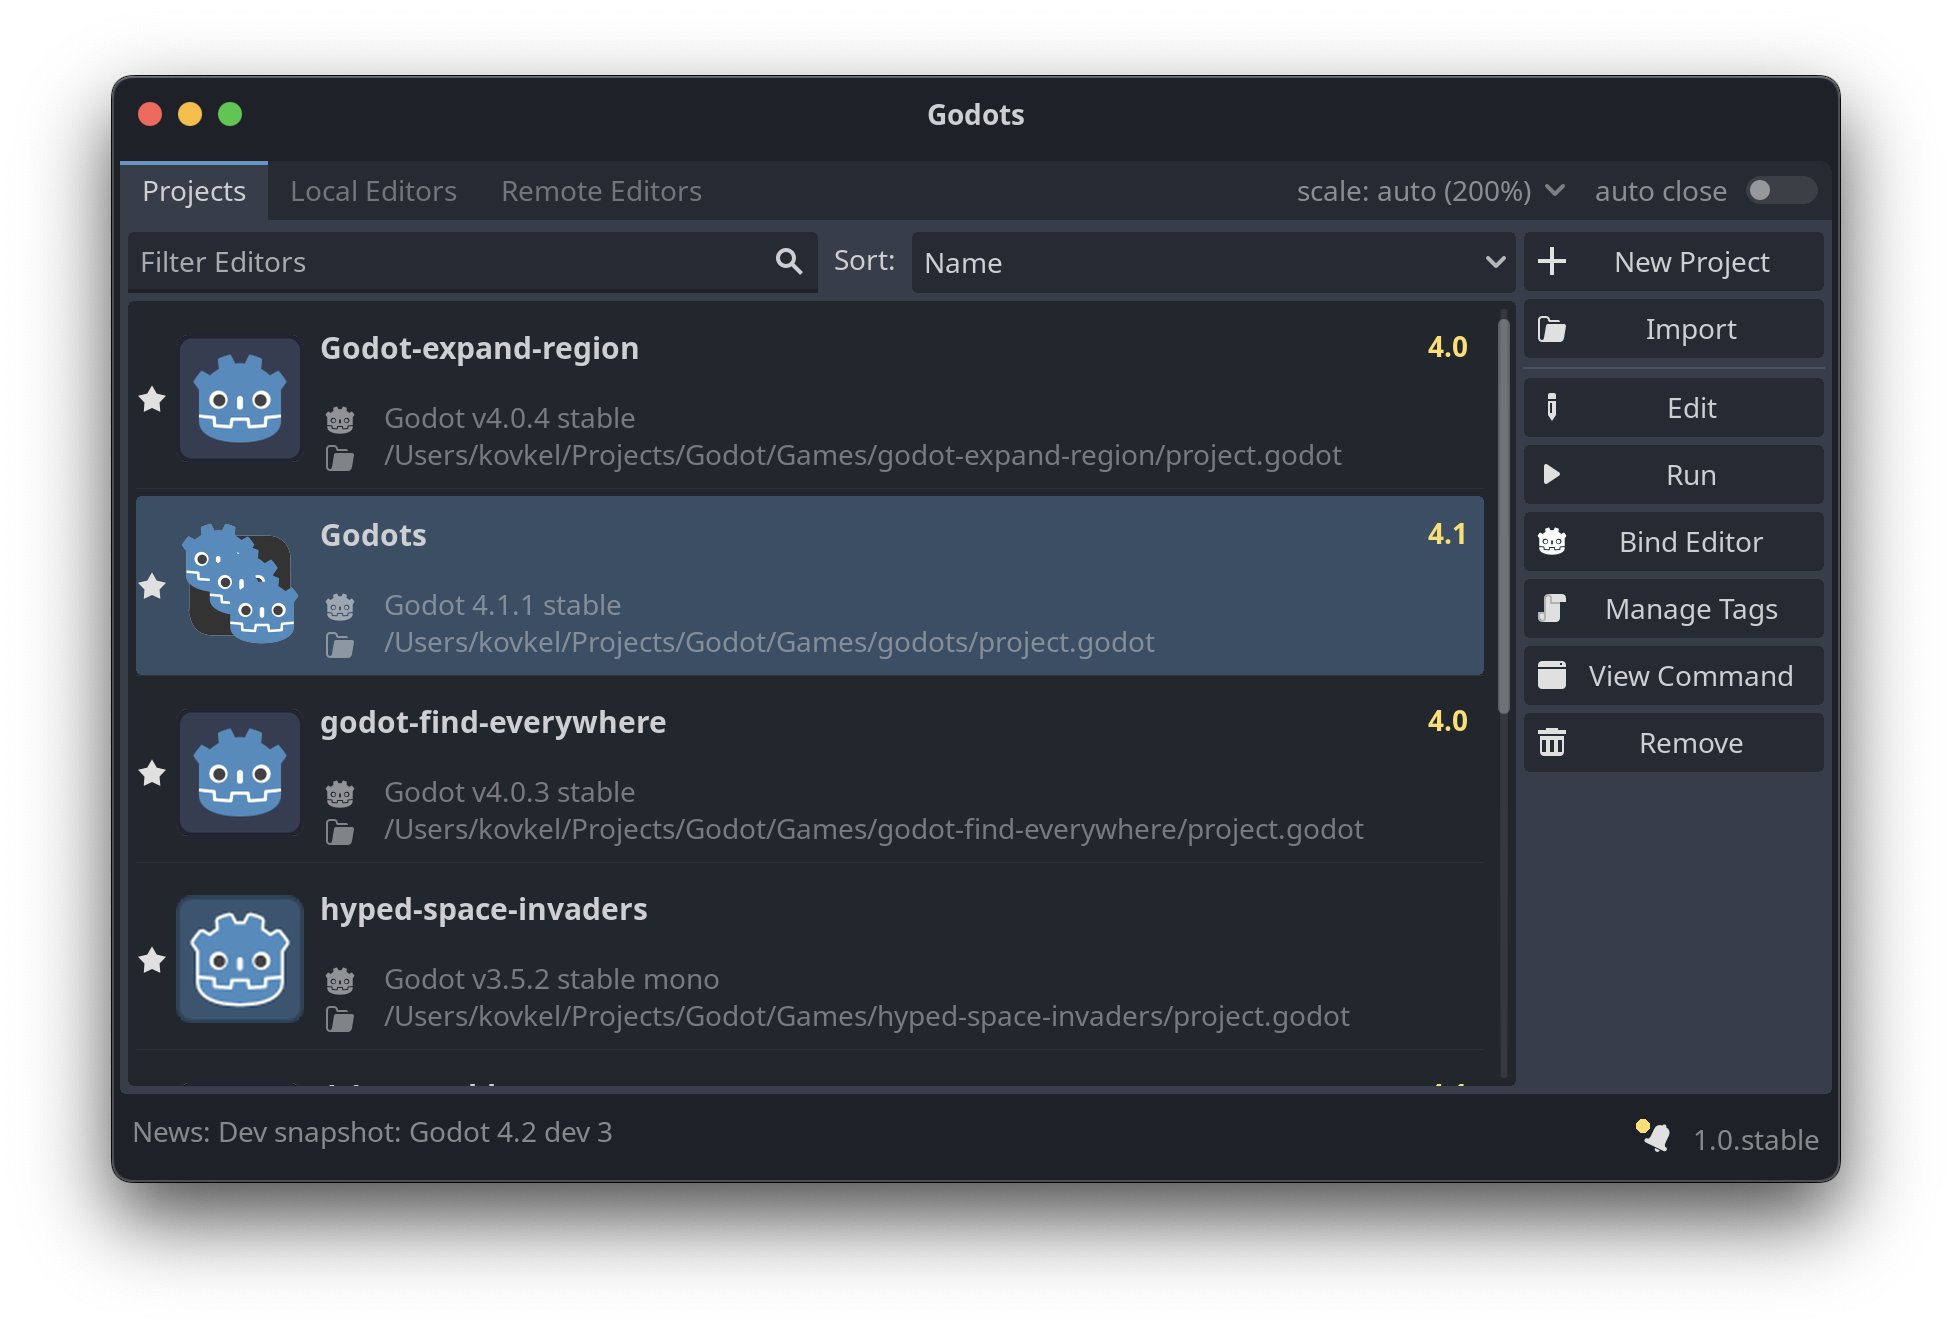 Godots
Projects Local Editors Remote Editors scale: auto (200%) auto close
Filter Editors Sort: Name New Project
Import
Godot-expand-region 4.0
Godot v4.0.4 stable
/Users/kovkel/Projects/Godot/Games/godot-expand-region/project.godot
Edit
Run
Godots 4.1
Bind Editor
Godot 4.1.1 stable
Manage Tags
/Users/kovkel/Projects/Godot/Games/godots/project.godot
View Command
godot-find-everywhere 4.0
Remove
Godot v4.0.3 stable
/Users/kovkel/Projects/Godot/Games/godot-find-everywhere/project.godot
hyped-space-invaders
Godot v3.5.2 stable mono
/Users/kovkel/Projects/Godot/Games/hyped-space-invaders/project.godot
News: Dev snapshot: Godot 4.2 dev 3 1.0.stable